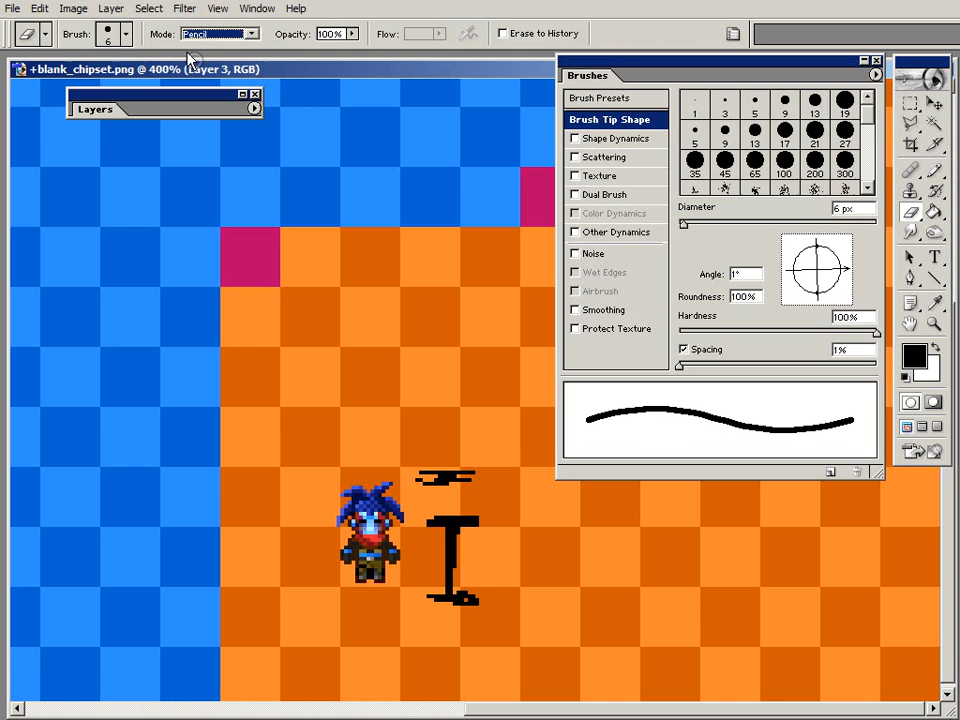 File Edit Image Layer Select Filter View Window Help
Brush: 6 Mode: Pencil Opacity: 100% Flow: Erase to History
+blank_chipset.png @ 400% (Layer 3, RGB)
Layers
Brushes
Brush Presets
Brush Tip Shape
Shape Dynamics
Scattering
Texture
Dual Brush
Color Dynamics
Other Dynamics
Noise
Wet Edges
Airbrush
Smoothing
Protect Texture
1 3 5 9 13 19
5 9 13 17 21 27
35 45 65 100 200 300
Diameter 6 px
Angle: 1°
Roundness: 100%
Hardness 100%
Spacing 1%
T